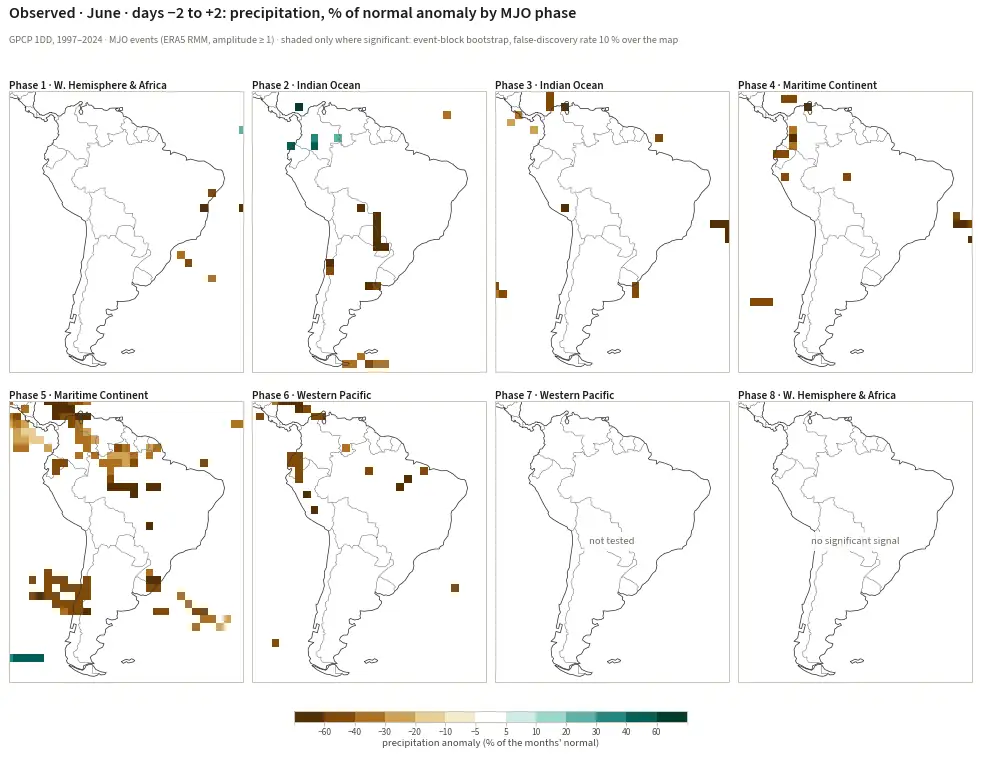 Observed · June · days −2 to +2: precipitation, % of normal anomaly by MJO phase
GPCP 1DD, 1997–2024 · MJO events (ERA5 RMM, amplitude ≥ 1) · shaded only where significant: event-block bootstrap, false-discovery rate 10 % over the map
Phase 1 · W. Hemisphere & Africa
Phase 2 · Indian Ocean
Phase 3 · Indian Ocean
Phase 4 · Maritime Continent
Phase 5 · Maritime Continent
Phase 6 · Western Pacific
Phase 7 · Western Pacific
Phase 8 · W. Hemisphere & Africa
not tested
no significant signal
−60 −40 −30 −20 −10 −5 5 10 20 30 40 60
precipitation anomaly (% of the months' normal)